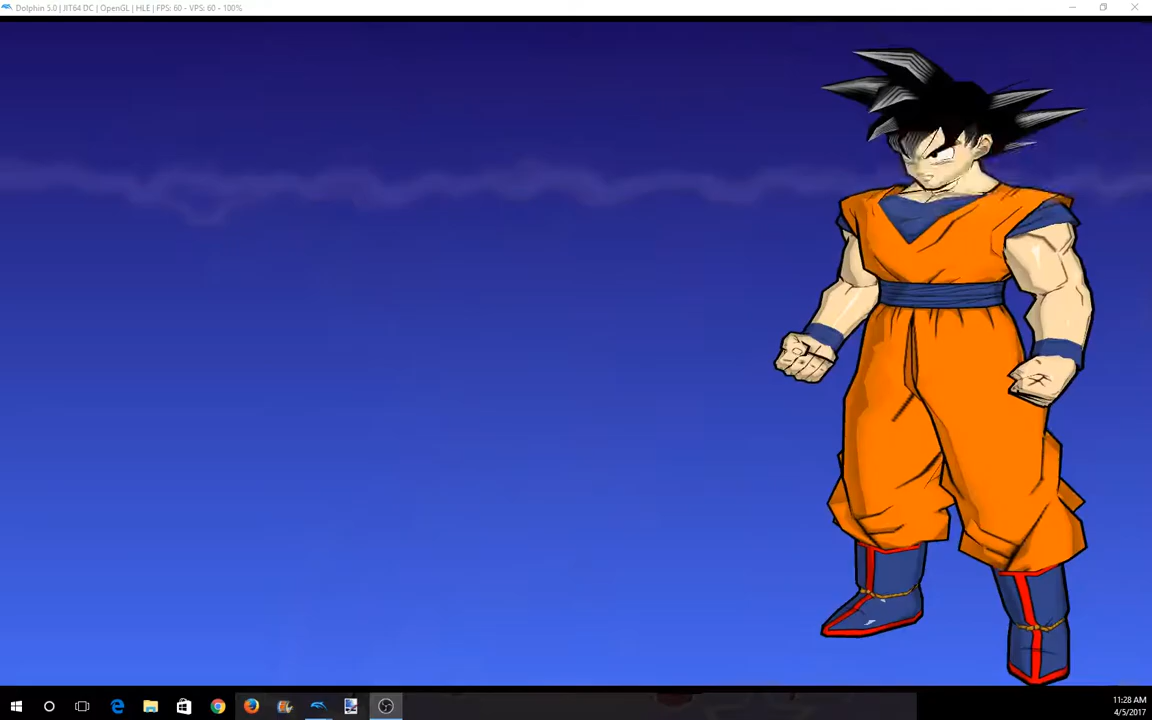 Dolphin 5.0 | JIT64 DC | OpenGL | HLE | FPS: 60 - VPS: 60 - 100%
11:28 AM
4/5/2017